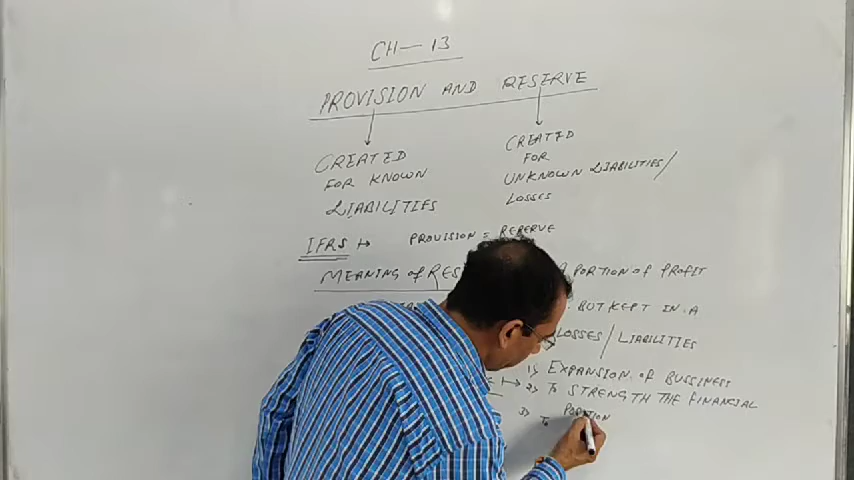 CH — 13
PROVISION AND RESERVE
CREATED
FOR KNOWN
LIABILITIES
CREATED
FOR
UNKNOWN LIABILITIES/
LOSSES
IFRS PROVISION = RESERVE
MEANING OF RES A PORTION OF PROFIT
BUT KEPT IN A
LOSSES/LIABILITIES
1) EXPANSION OF BUSSINESS
2) TO STRENGTH THE FINANCIAL
POSITION
3) TO